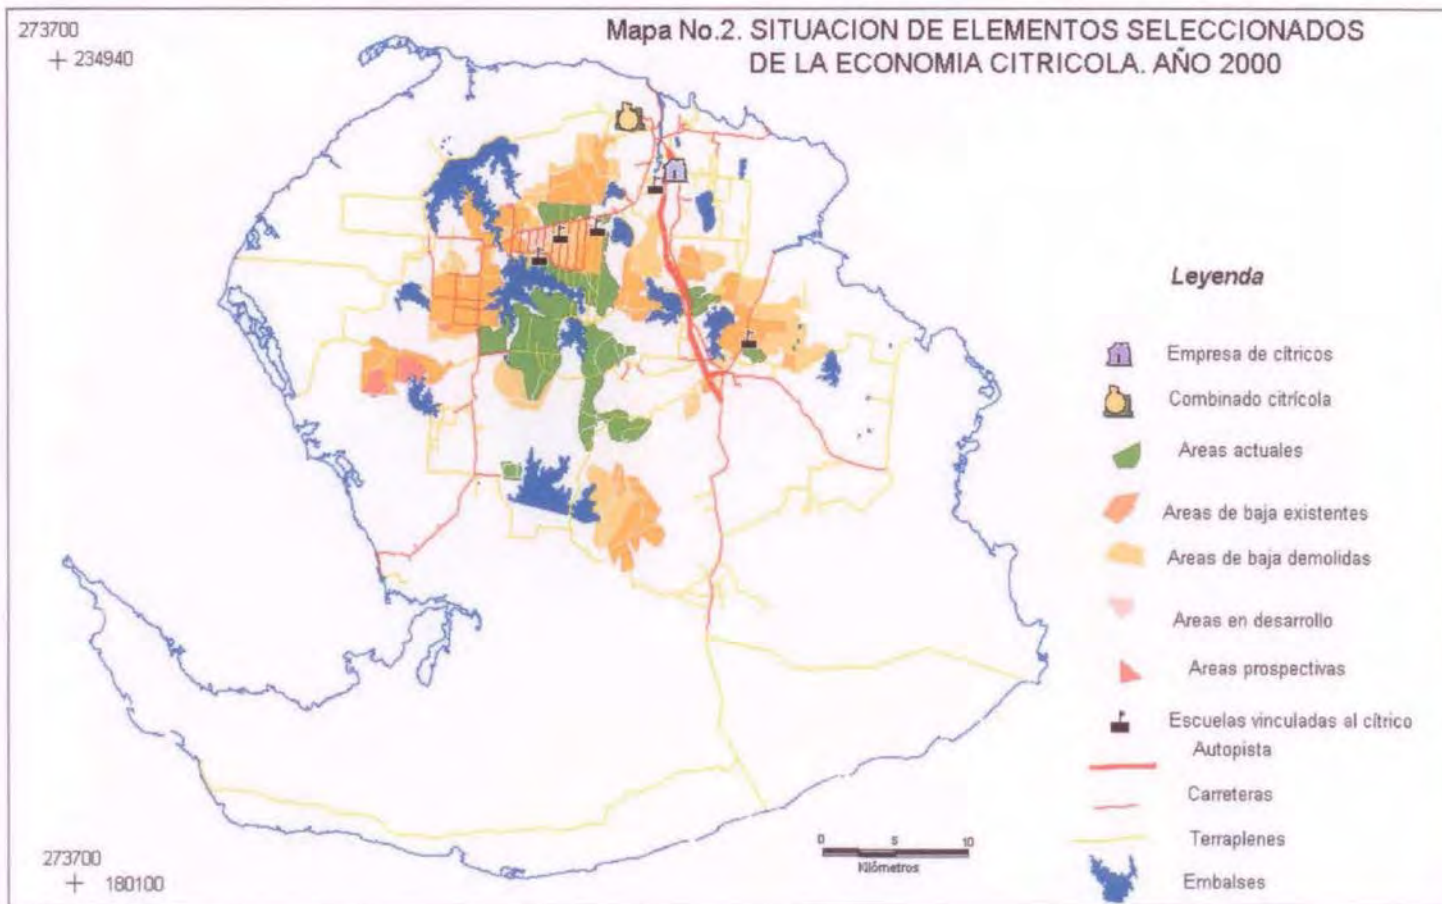 273700
234940
Mapa No.2. SITUACION DE ELEMENTOS SELECCIONADOS
DE LA ECONOMIA CITRICOLA. AÑO 2000
Leyenda
Empresa de cítricos
Combinado citrícola
Areas actuales
Areas de baja existentes
Areas de baja demolidas
Areas en desarrollo
Areas prospectivas
Escuelas vinculadas al cítrico
Autopista
Carreteras
Terraplenes
Embalses
0 5 10
Kilómetros
273700
180100